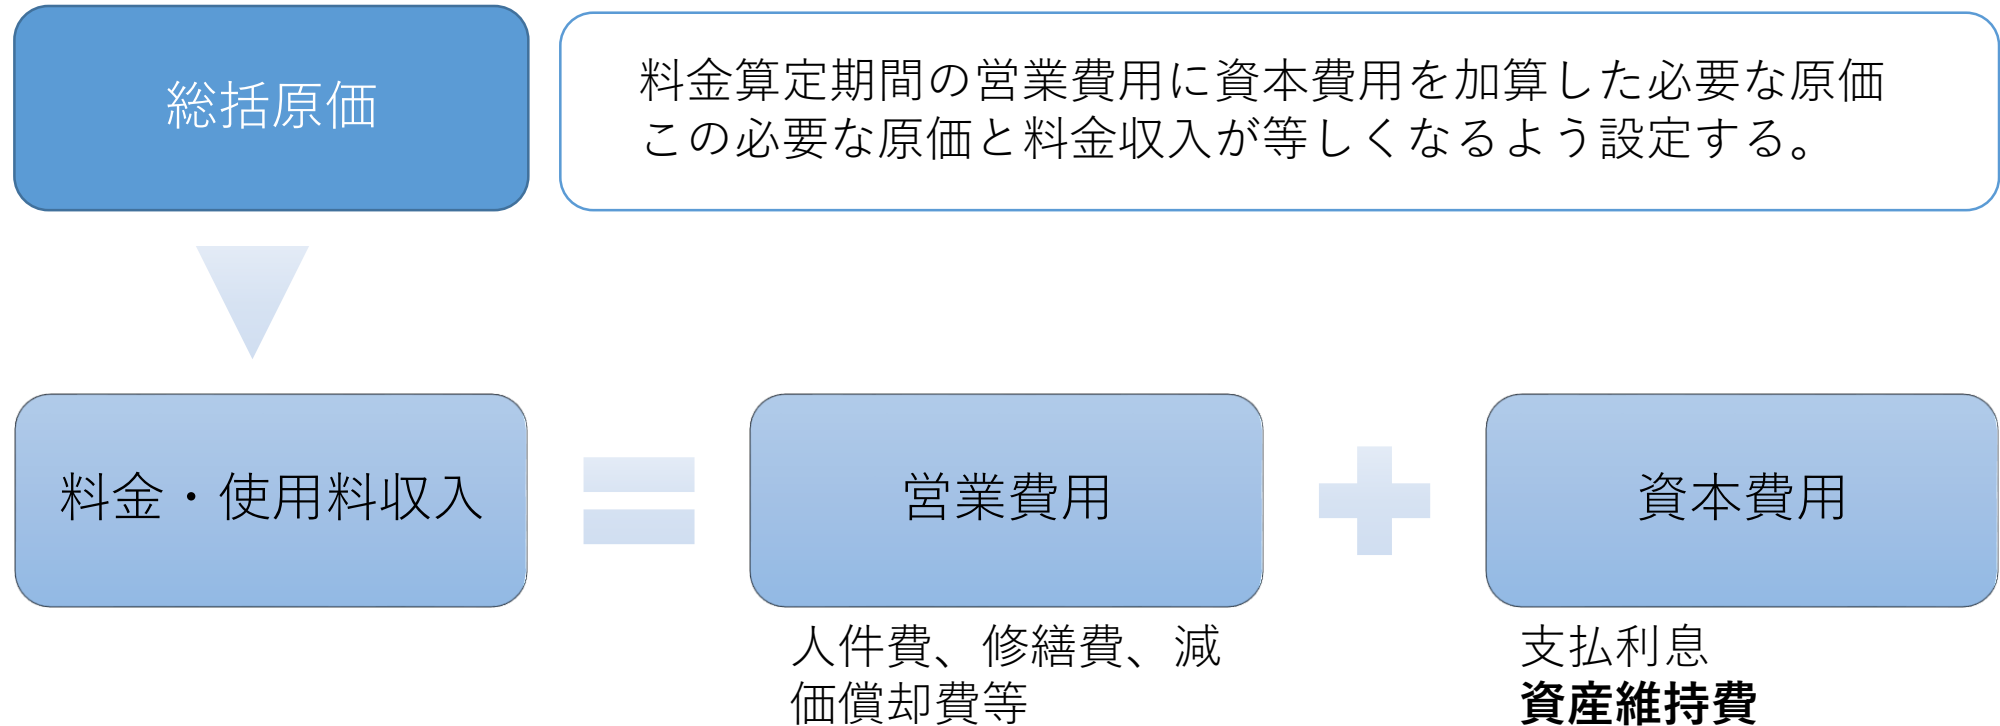 総括原価
料金算定期間の営業費用に資本費用を加算した必要な原価
この必要な原価と料金収入が等しくなるよう設定する。
料金・使用料収入
営業費用
資本費用
人件費、修繕費、減
価償却費等
支払利息
資産維持費